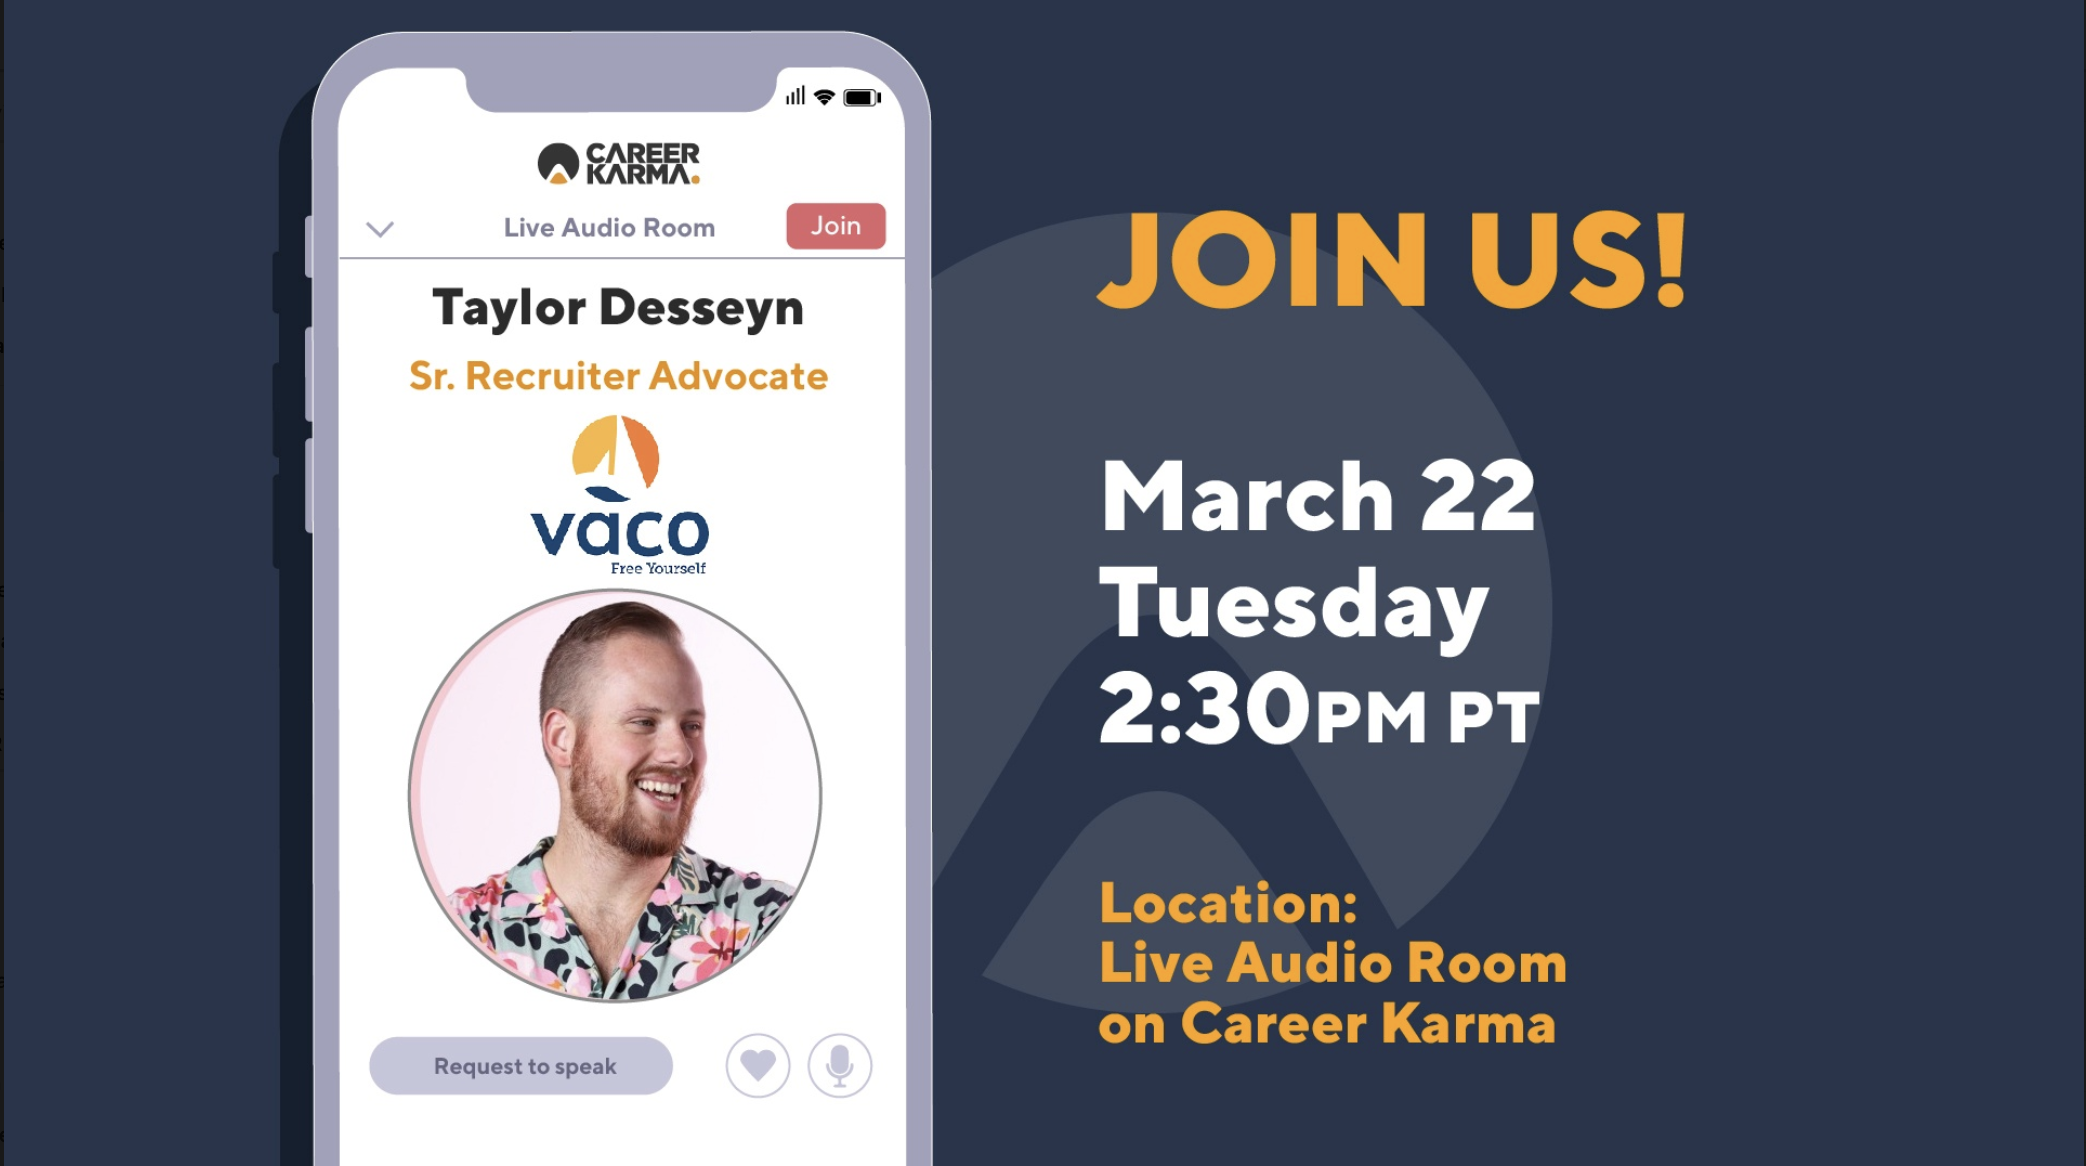 CAREER
KARMA.
Live Audio Room
Join
Taylor Desseyn
Sr. Recruiter Advocate
vaco
Free Yourself
Request to speak
JOIN US!
March 22
Tuesday
2:30PM PT
Location:
Live Audio Room
on Career Karma